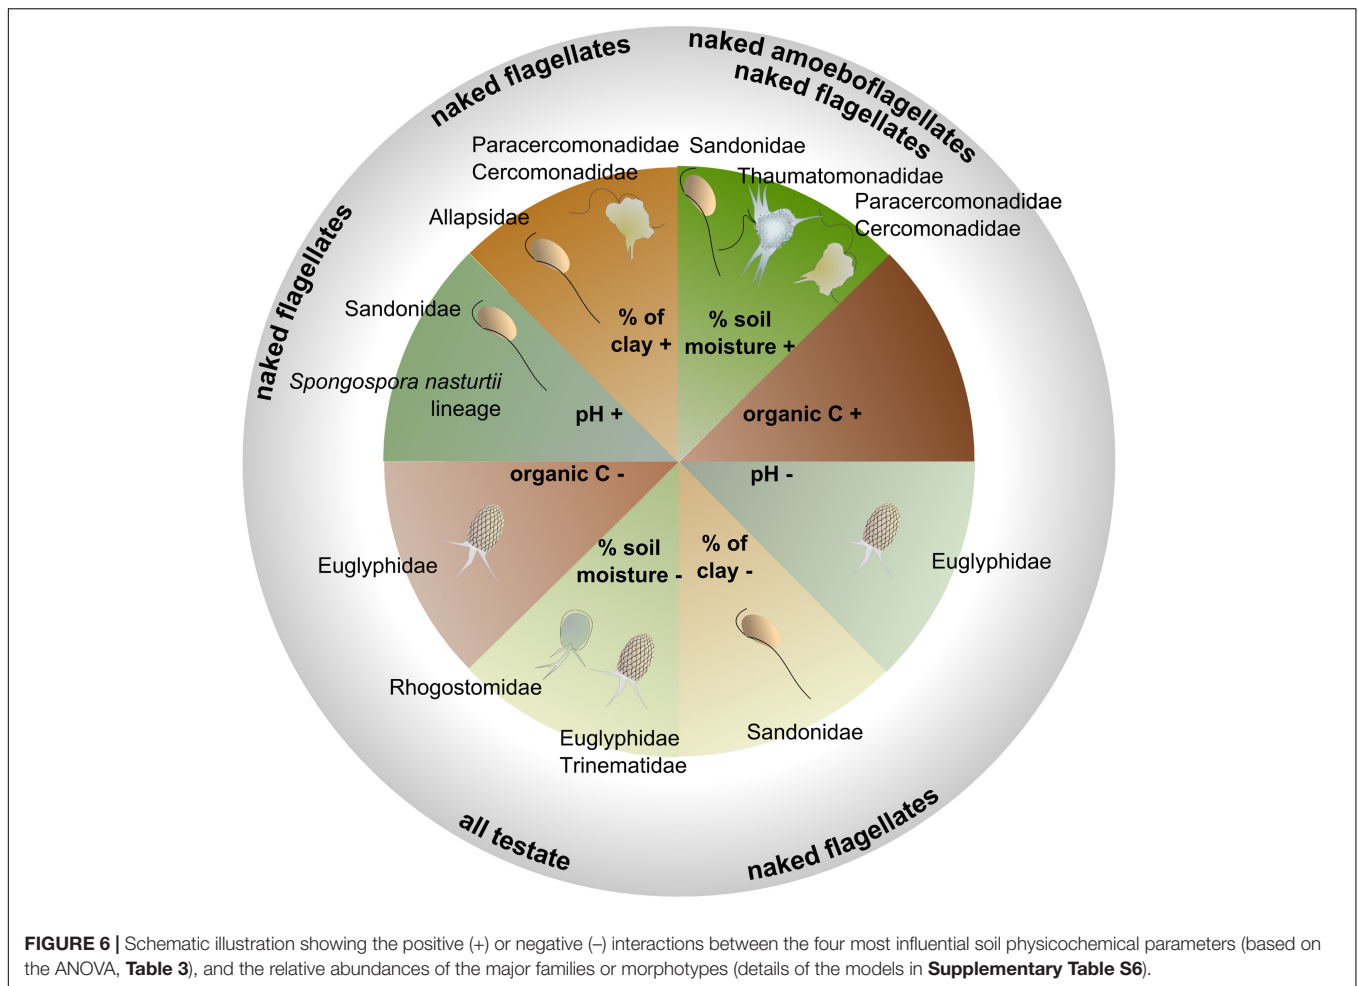 naked flagellates
naked amoeboflagellates
naked flagellates
naked flagellates
Paracercomonadidae
Cercomonadidae
Sandonidae
Thaumatomonadidae
Paracercomonadidae
Cercomonadidae
Allapsidae
Sandonidae
Spongospora nasturtii
lineage
% of
clay +
% soil
moisture +
pH +
organic C +
organic C -
pH -
% soil
moisture -
% of
clay -
Euglyphidae
Euglyphidae
Rhogostomidae
Euglyphidae
Trinematidae
Sandonidae
all testate
naked flagellates
FIGURE 6 | Schematic illustration showing the positive (+) or negative (–) interactions between the four most influential soil physicochemical parameters (based on
the ANOVA, Table 3), and the relative abundances of the major families or morphotypes (details of the models in Supplementary Table S6).